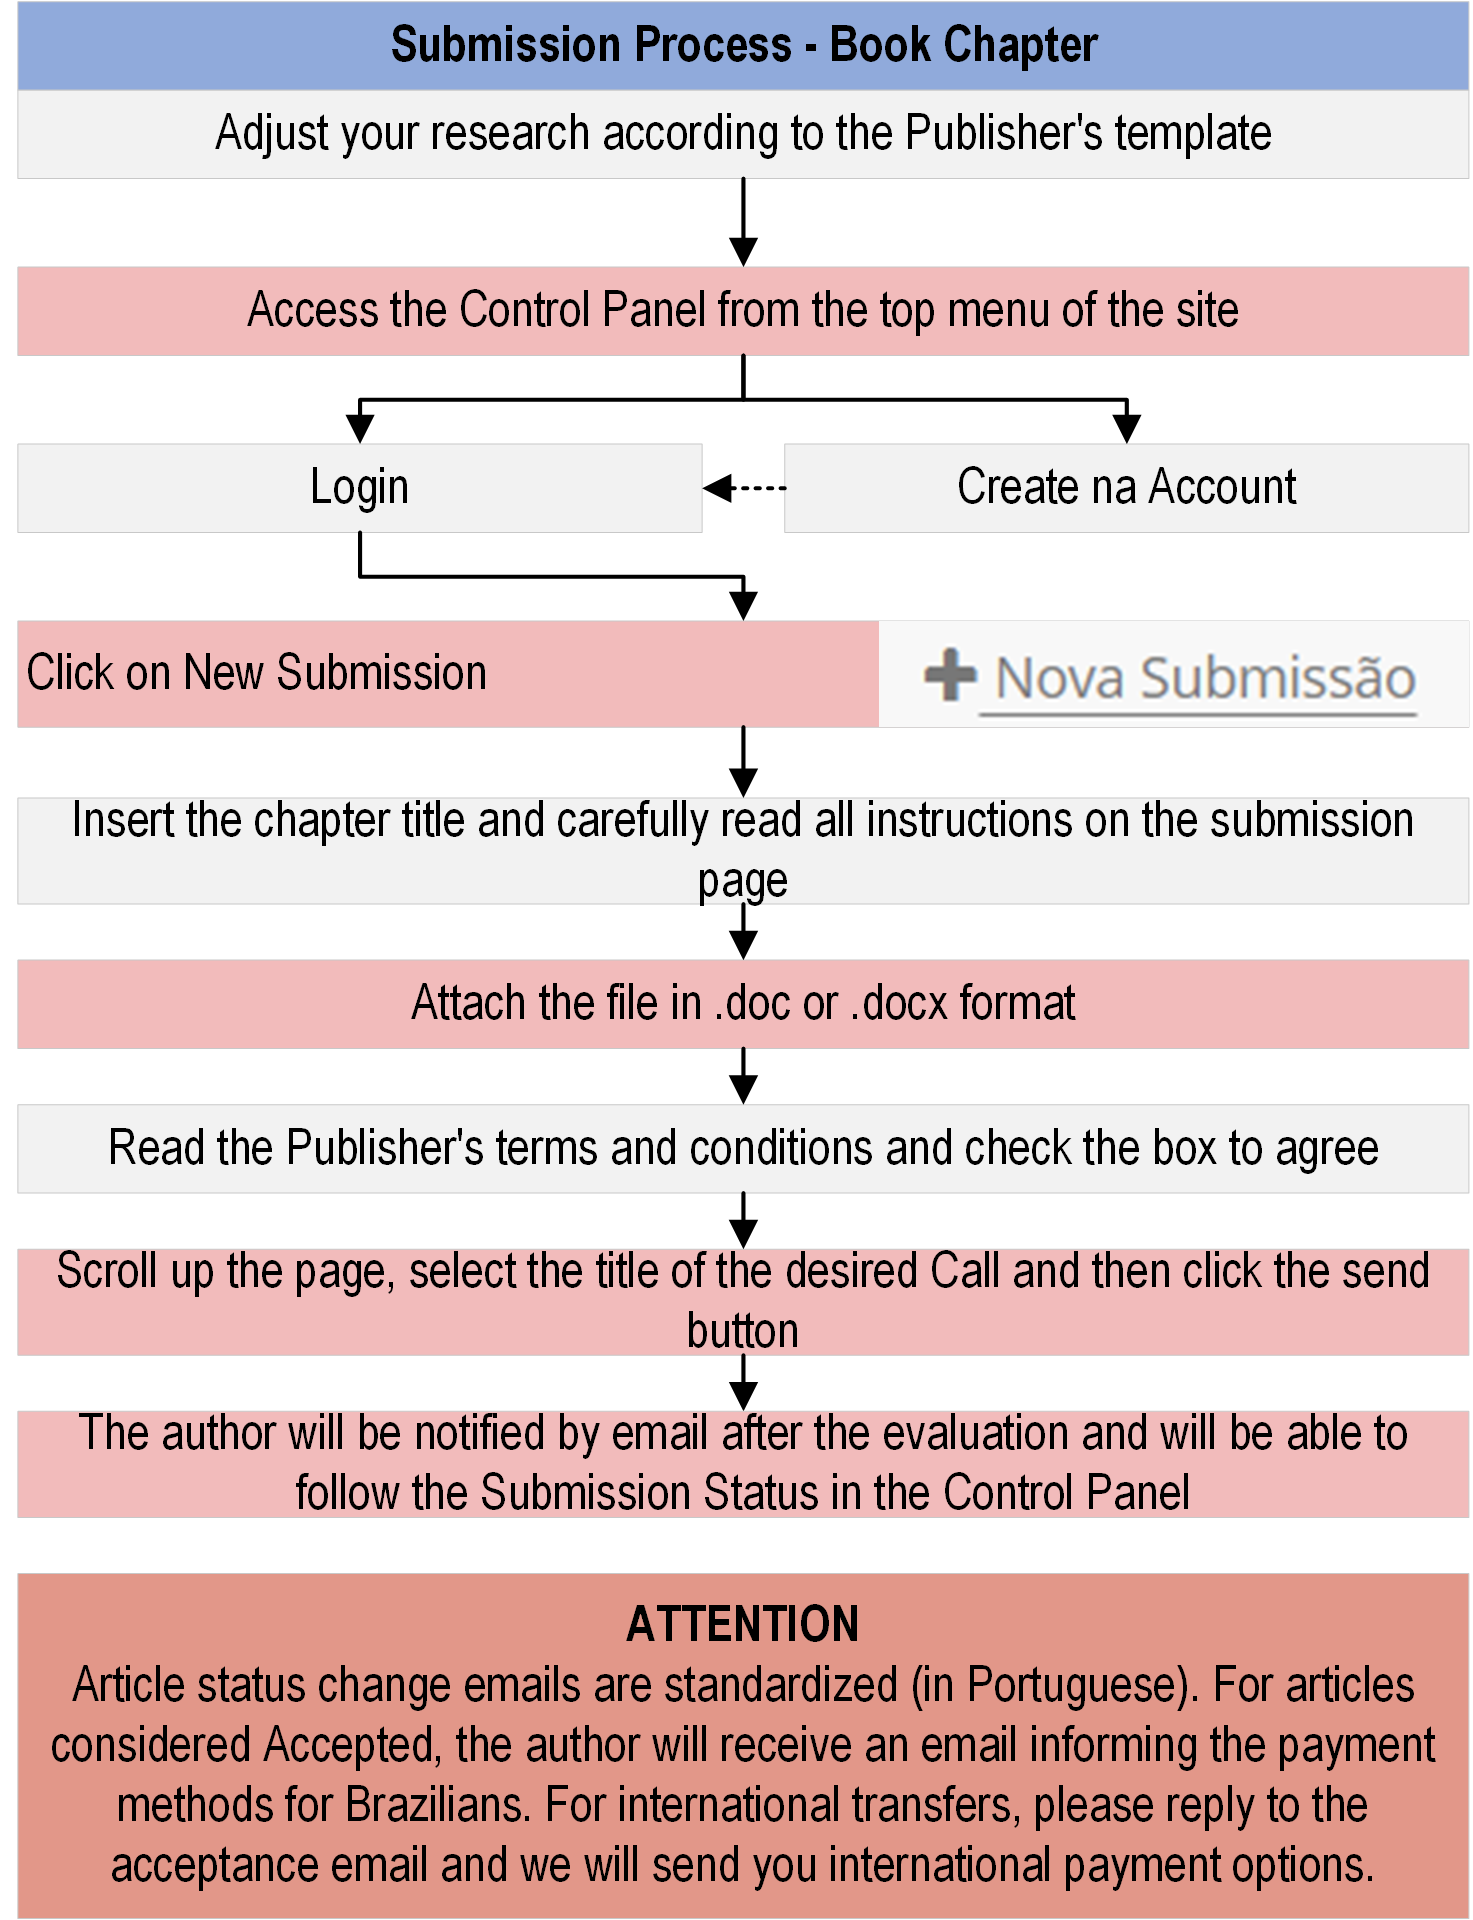 Submission Process - Book Chapter
Adjust your research according to the Publisher's template
Access the Control Panel from the top menu of the site
Login
Create na Account
Click on New Submission
Nova Submissão
Insert the chapter title and carefully read all instructions on the submission
page
Attach the file in .doc or .docx format
Read the Publisher's terms and conditions and check the box to agree
Scroll up the page, select the title of the desired Call and then click the send
button
The author will be notified by email after the evaluation and will be able to
follow the Submission Status in the Control Panel
ATTENTION
Article status change emails are standardized (in Portuguese). For articles
considered Accepted, the author will receive an email informing the payment
methods for Brazilians. For international transfers, please reply to the
acceptance email and we will send you international payment options.